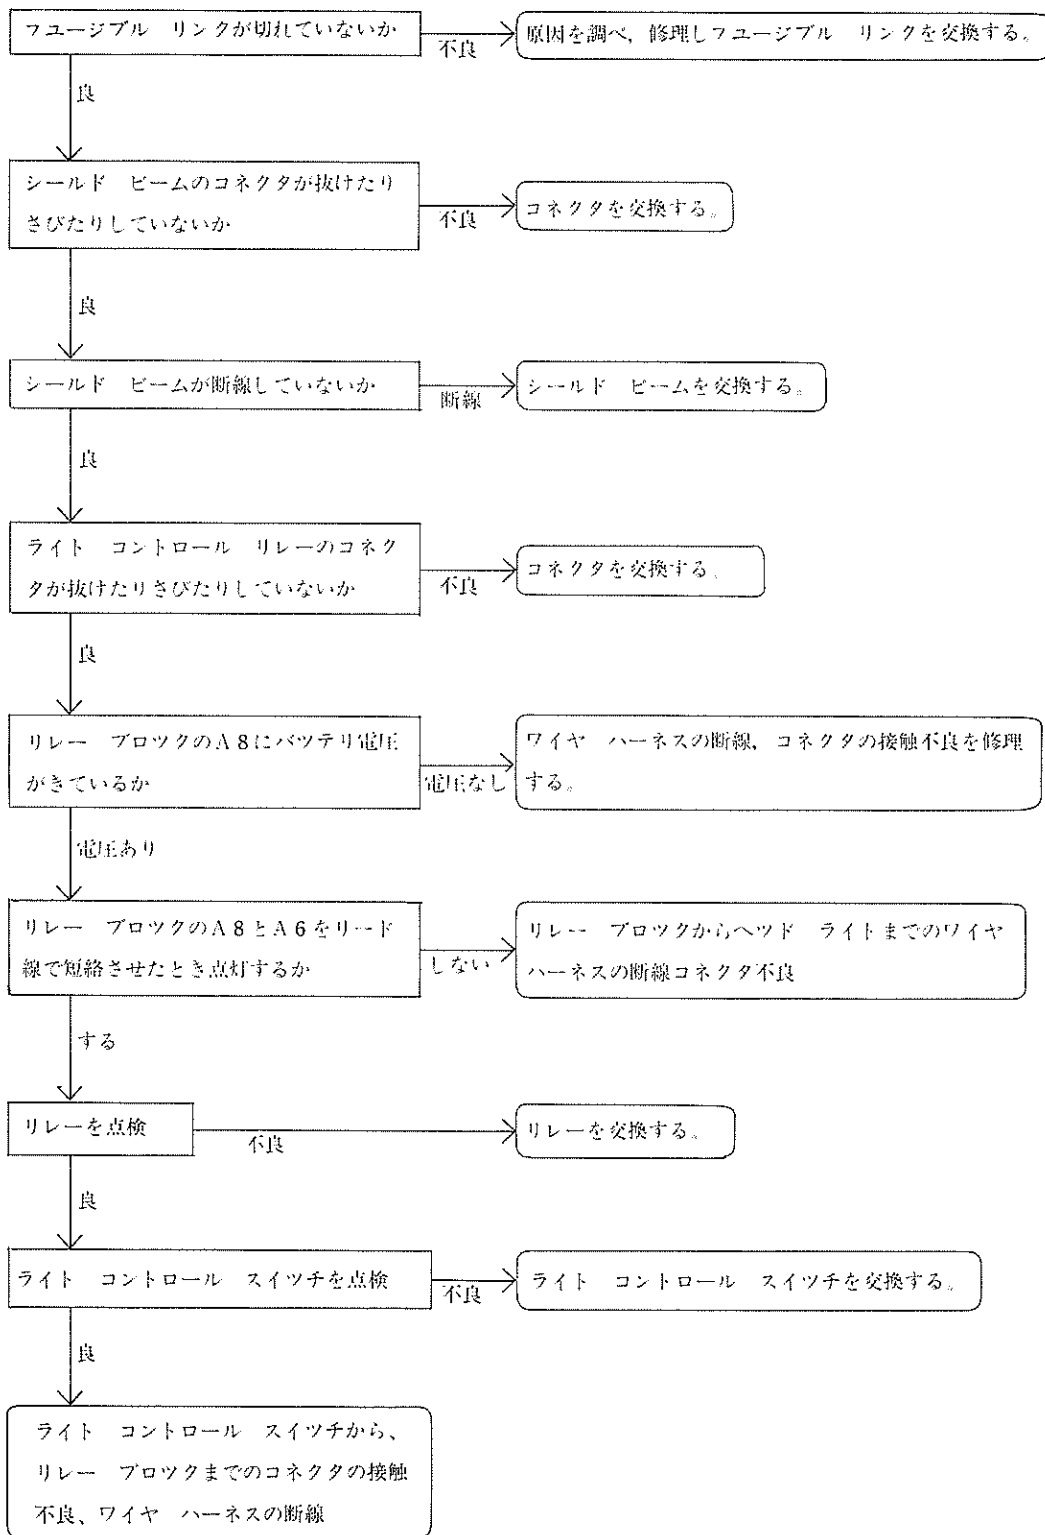 フユージブル　リンクが切れていないか
不良
原因を調べ，修理しフユージブル　リンクを交換する。
良
シールド　ビームのコネクタが抜けたり
さびたりしていないか
不良
コネクタを交換する。
良
シールド　ビームが断線していないか
断線
シールド　ビームを交換する。
良
ライト　コントロール　リレーのコネク
タが抜けたりさびたりしていないか
不良
コネクタを交換する。
良
リレー　ブロツクのA8にバツテリ電圧
がきているか
電圧なし
ワイヤ　ハーネスの断線，コネクタの接触不良を修理
する。
電圧あり
リレー　ブロツクのA8とA6をリード
線で短絡させたとき点灯するか
しない
リレー　ブロツクからヘツド　ライトまでのワイヤ
ハーネスの断線コネクタ不良
する
リレーを点検
不良
リレーを交換する。
良
ライト　コントロール　スイツチを点検
不良
ライト　コントロール　スイツチを交換する。
良
ライト　コントロール　スイツチから、
リレー　ブロツクまでのコネクタの接触
不良、ワイヤ　ハーネスの断線